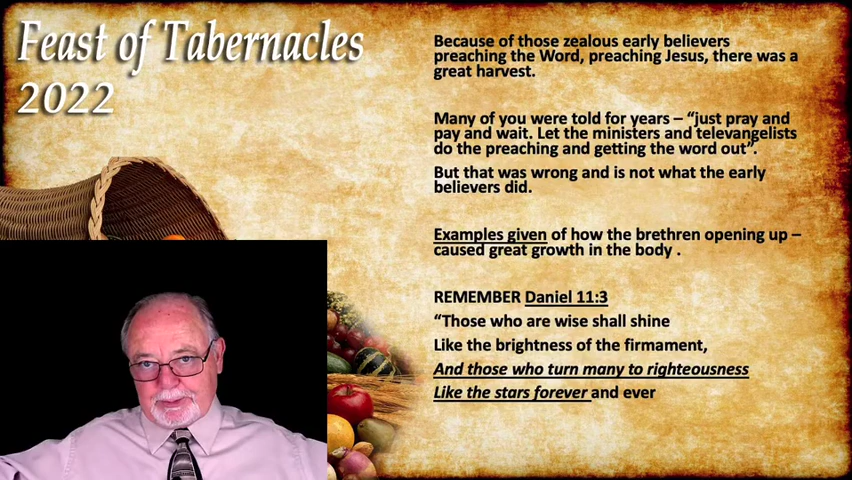 Feast of Tabernacles
2022
Because of those zealous early believers
preaching the Word, preaching Jesus, there was a
great harvest.
Many of you were told for years – “just pray and
pay and wait. Let the ministers and televangelists
do the preaching and getting the word out”.
But that was wrong and is not what the early
believers did.
Examples given of how the brethren opening up –
caused great growth in the body .
REMEMBER Daniel 11:3
“Those who are wise shall shine
Like the brightness of the firmament,
And those who turn many to righteousness
Like the stars forever and ever